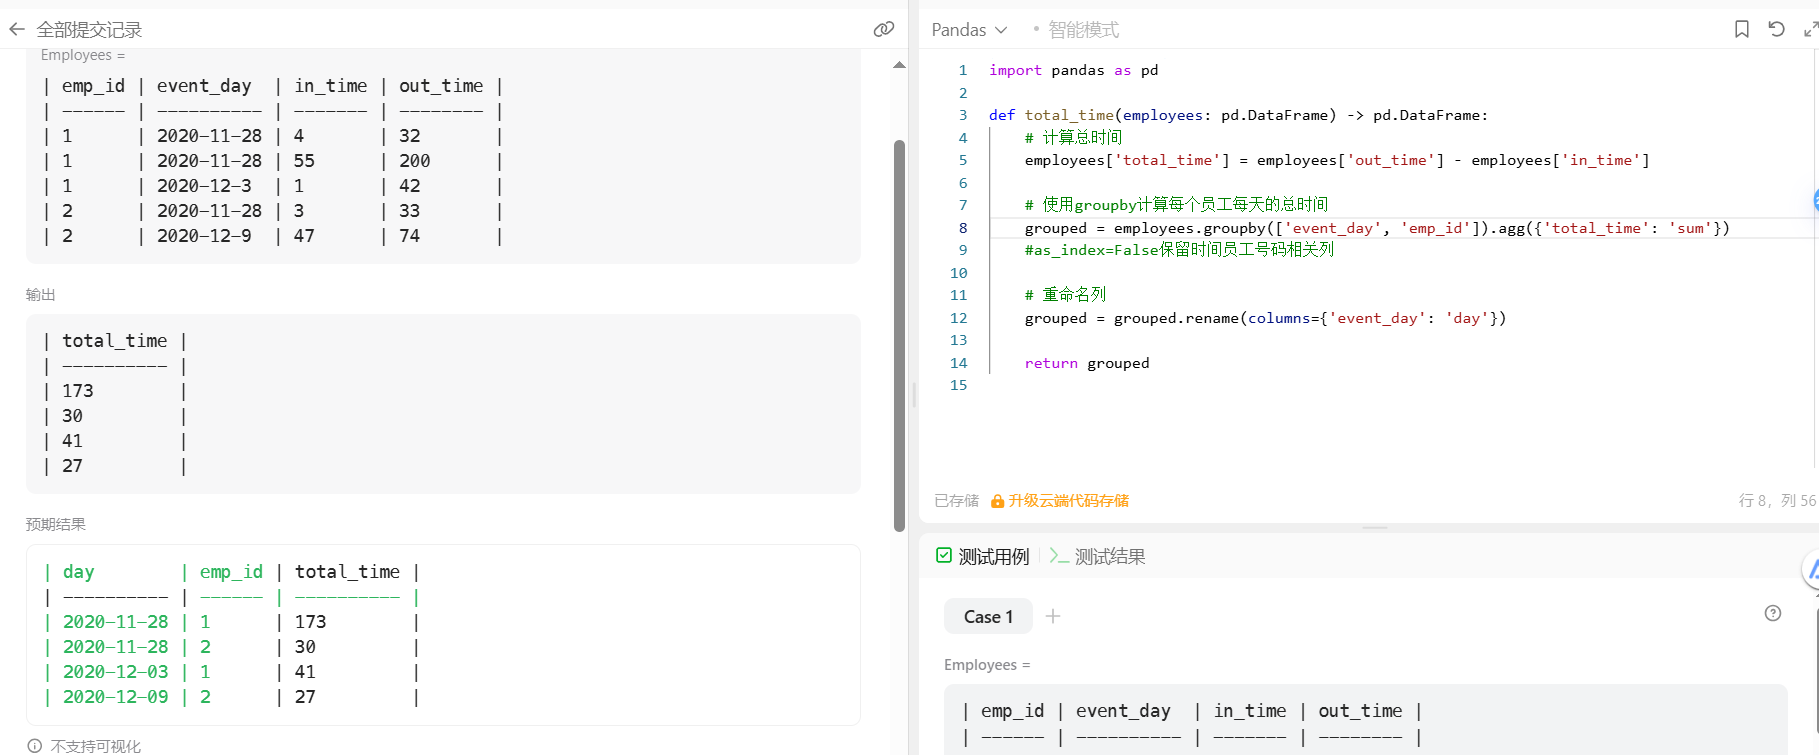 全部提交记录
Employees =
| emp_id | event_day  | in_time | out_time |
| ------ | ---------- | ------- | -------- |
| 1      | 2020-11-28 | 4       | 32       |
| 1      | 2020-11-28 | 55      | 200      |
| 1      | 2020-12-3  | 1       | 42       |
| 2      | 2020-11-28 | 3       | 33       |
| 2      | 2020-12-9  | 47      | 74       |
输出
| total_time |
| ---------- |
| 173        |
| 30         |
| 41         |
| 27         |
预期结果
| day        | emp_id | total_time |
| ---------- | ------ | ---------- |
| 2020-11-28 | 1      | 173        |
| 2020-11-28 | 2      | 30         |
| 2020-12-03 | 1      | 41         |
| 2020-12-09 | 2      | 27         |
不支持可视化
Pandas • 智能模式
1 import pandas as pd
2
3 def total_time(employees: pd.DataFrame) -> pd.DataFrame:
4     # 计算总时间
5     employees['total_time'] = employees['out_time'] - employees['in_time']
6
7     # 使用groupby计算每个员工每天的总时间
8     grouped = employees.groupby(['event_day', 'emp_id']).agg({'total_time': 'sum'})
9     #as_index=False保留时间员工号码相关列
10
11     # 重命名列
12     grouped = grouped.rename(columns={'event_day': 'day'})
13
14     return grouped
15
已存储 升级云端代码存储 行 8, 列 56
测试用例 >_ 测试结果
Case 1 +
Employees =
| emp_id | event_day  | in_time | out_time |
| ------ | ---------- | ------- | -------- |